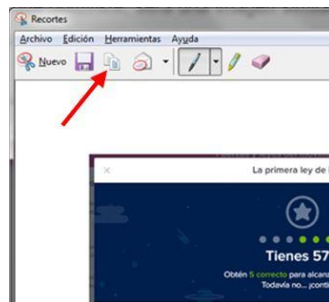 Recortes
Archivo Edición Herramientas Ayuda
Nuevo
La primera ley de
Tienes 57
Obtén 5 correcto para alcanz
Todavía no... ¡conti